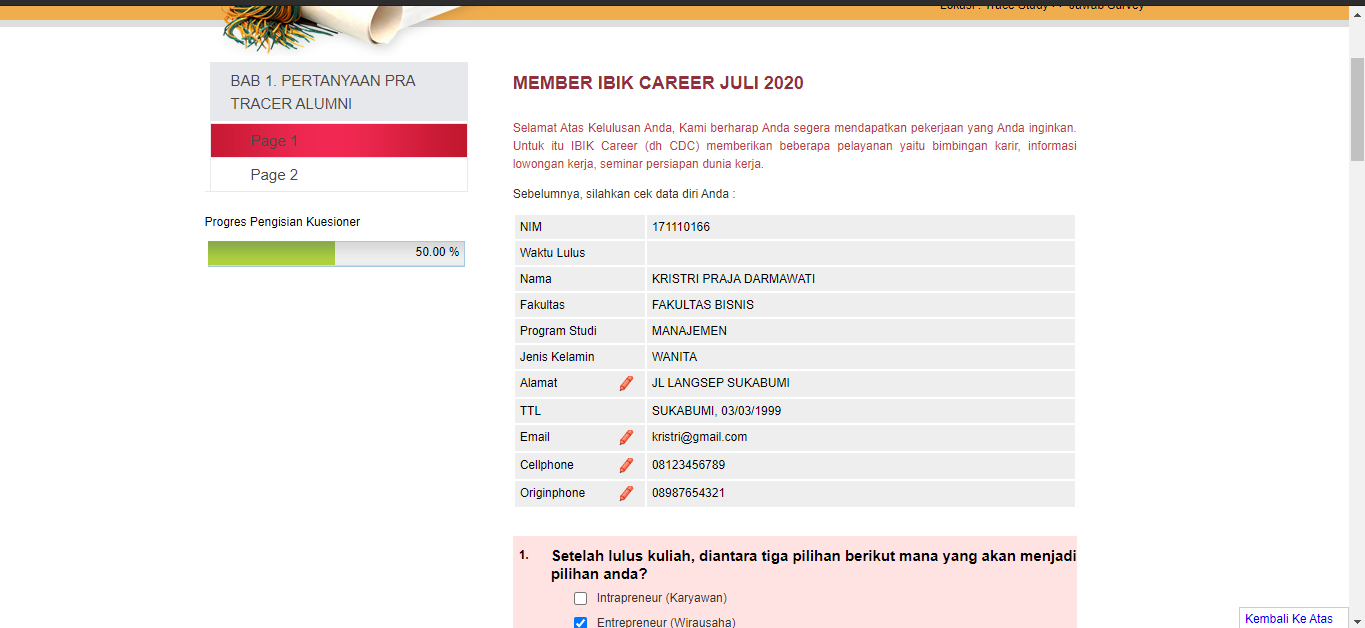 Lokasi : Trace Study >> Jawab Survey
BAB 1. PERTANYAAN PRA
TRACER ALUMNI
Page 1
Page 2
Progres Pengisian Kuesioner
50.00 %
MEMBER IBIK CAREER JULI 2020
Selamat Atas Kelulusan Anda, Kami berharap Anda segera mendapatkan pekerjaan yang Anda inginkan.
Untuk itu IBIK Career (dh CDC) memberikan beberapa pelayanan yaitu bimbingan karir, informasi
lowongan kerja, seminar persiapan dunia kerja.
Sebelumnya, silahkan cek data diri Anda :
NIM 171110166
Waktu Lulus
Nama KRISTRI PRAJA DARMAWATI
Fakultas FAKULTAS BISNIS
Program Studi MANAJEMEN
Jenis Kelamin WANITA
Alamat JL LANGSEP SUKABUMI
TTL SUKABUMI, 03/03/1999
Email kristri@gmail.com
Cellphone 08123456789
Originphone 08987654321
1. Setelah lulus kuliah, diantara tiga pilihan berikut mana yang akan menjadi
pilihan anda?
Intrapreneur (Karyawan)
Entrepreneur (Wirausaha)
Kembali Ke Atas